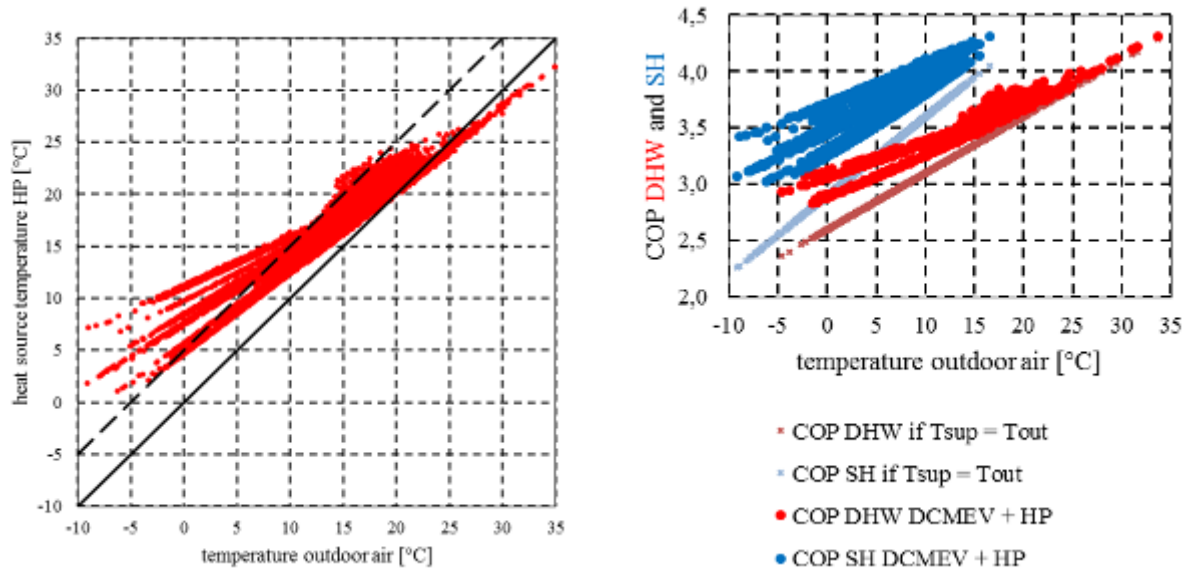 35
30
25
20
15
10
5
0
-5
-10
heat source temperature HP [°C]
-10 -5 0 5 10 15 20 25 30 35
temperature outdoor air [°C]
4,5
4,0
3,5
3,0
2,5
2,0
COP DHW and SH
-10 -5 0 5 10 15 20 25 30 35
temperature outdoor air [°C]
COP DHW if Tsup = Tout
COP SH if Tsup = Tout
COP DHW DCMEV + HP
COP SH DCMEV + HP